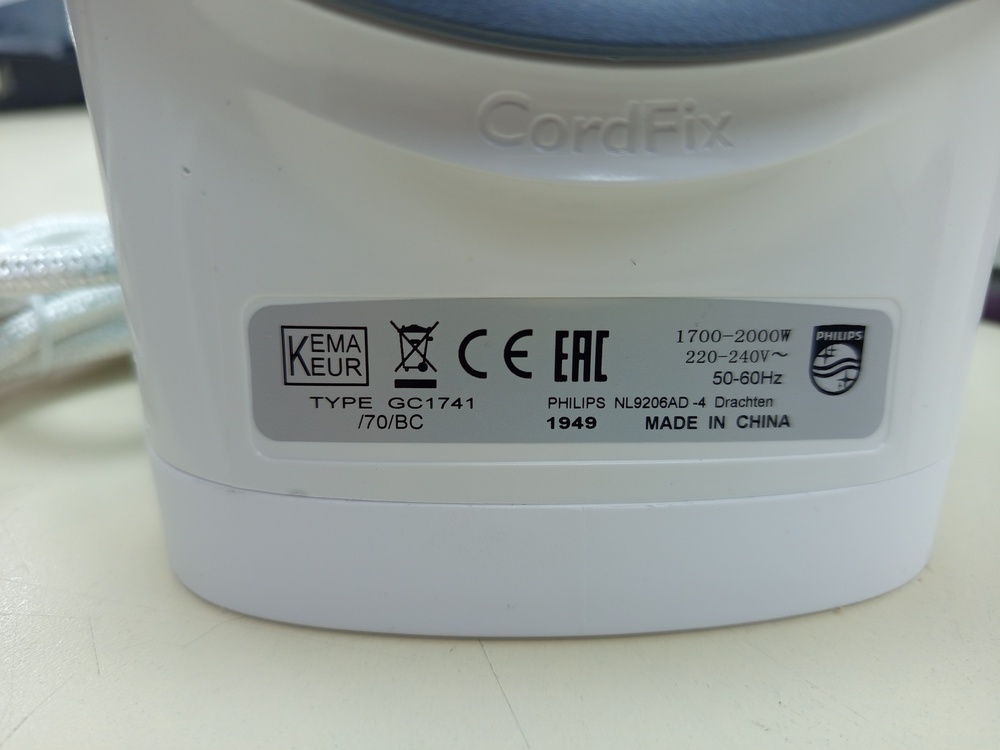 CordFix
KEMA
KEUR
CE
EAC
1700-2000W
220-240V~
50-60Hz
PHILIPS
TYPE GC1741
/70/BC
PHILIPS NL9206AD -4 Drachten
1949 MADE IN CHINA